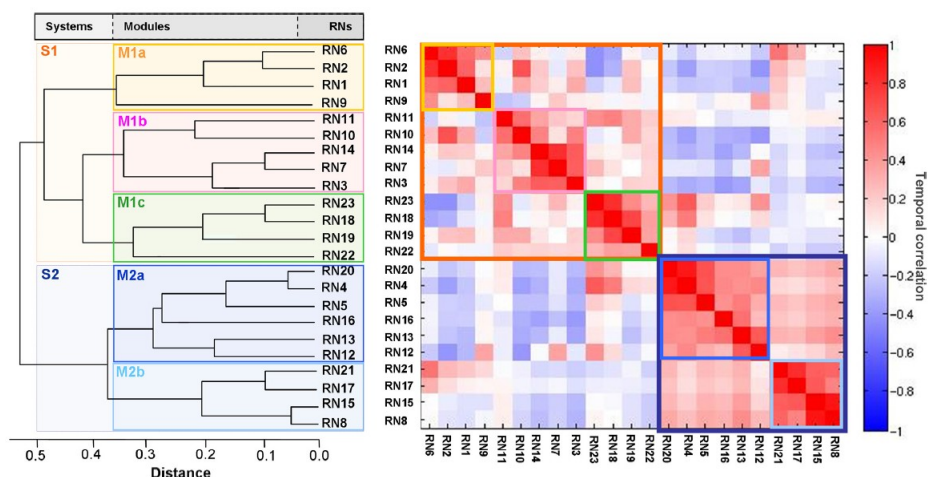 Systems Modules RNs
S1
M1a
RN6
RN2
RN1
RN9
M1b
RN11
RN10
RN14
RN7
RN3
M1c
RN23
RN18
RN19
RN22
S2
M2a
RN20
RN4
RN5
RN16
RN13
RN12
M2b
RN21
RN17
RN15
RN8
0.5 0.4 0.3 0.2 0.1 0.0
Distance
RN6
RN2
RN1
RN9
RN11
RN10
RN14
RN7
RN3
RN23
RN18
RN19
RN22
RN20
RN4
RN5
RN16
RN13
RN12
RN21
RN17
RN15
RN8
RN6 RN2 RN1 RN9 RN11 RN10 RN14 RN7 RN3 RN23 RN18 RN19 RN22 RN20 RN4 RN5 RN16 RN13 RN12 RN21 RN17 RN15 RN8
1
0.8
0.6
0.4
0.2
0
-0.2
-0.4
-0.6
-0.8
-1
Temporal correlation